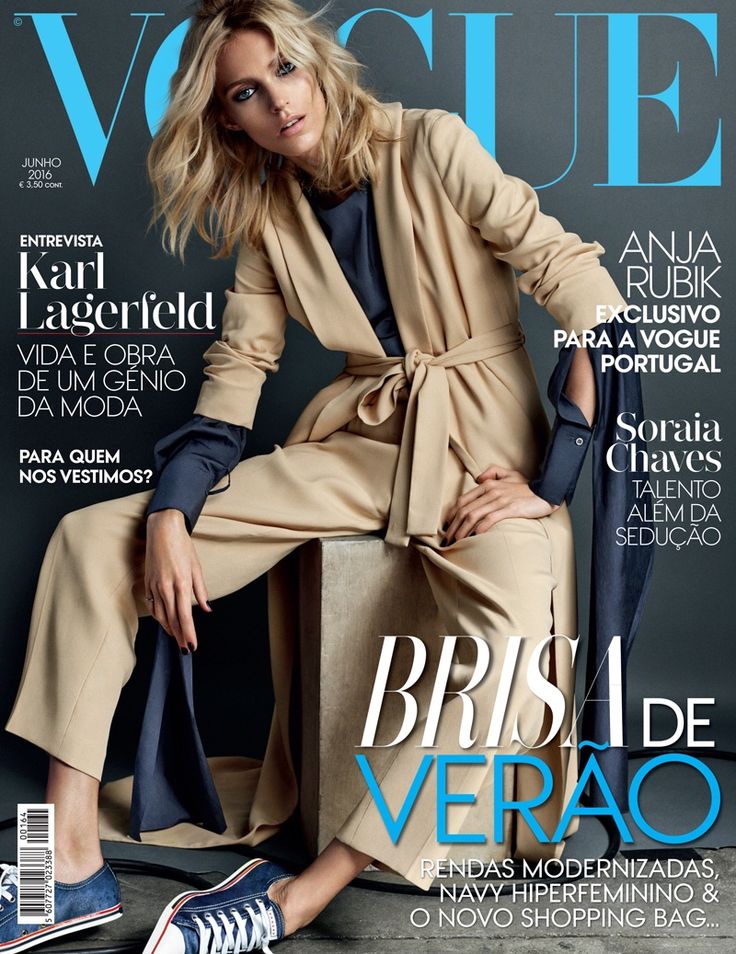 ©
VOGUE
JUNHO
2016
€ 3,50 CONT.
ENTREVISTA
Karl
Lagerfeld
VIDA E OBRA
DE UM GÉNIO
DA MODA
PARA QUEM
NOS VESTIMOS?
ANJA
RUBIK
EXCLUSIVO
PARA A VOGUE
PORTUGAL
Soraia
Chaves
TALENTO
ALÉM DA
SEDUÇÃO
BRISA DE
VERÃO
RENDAS MODERNIZADAS,
NAVY HIPERFEMININO &
O NOVO SHOPPING BAG...
00164
5 607727 023388